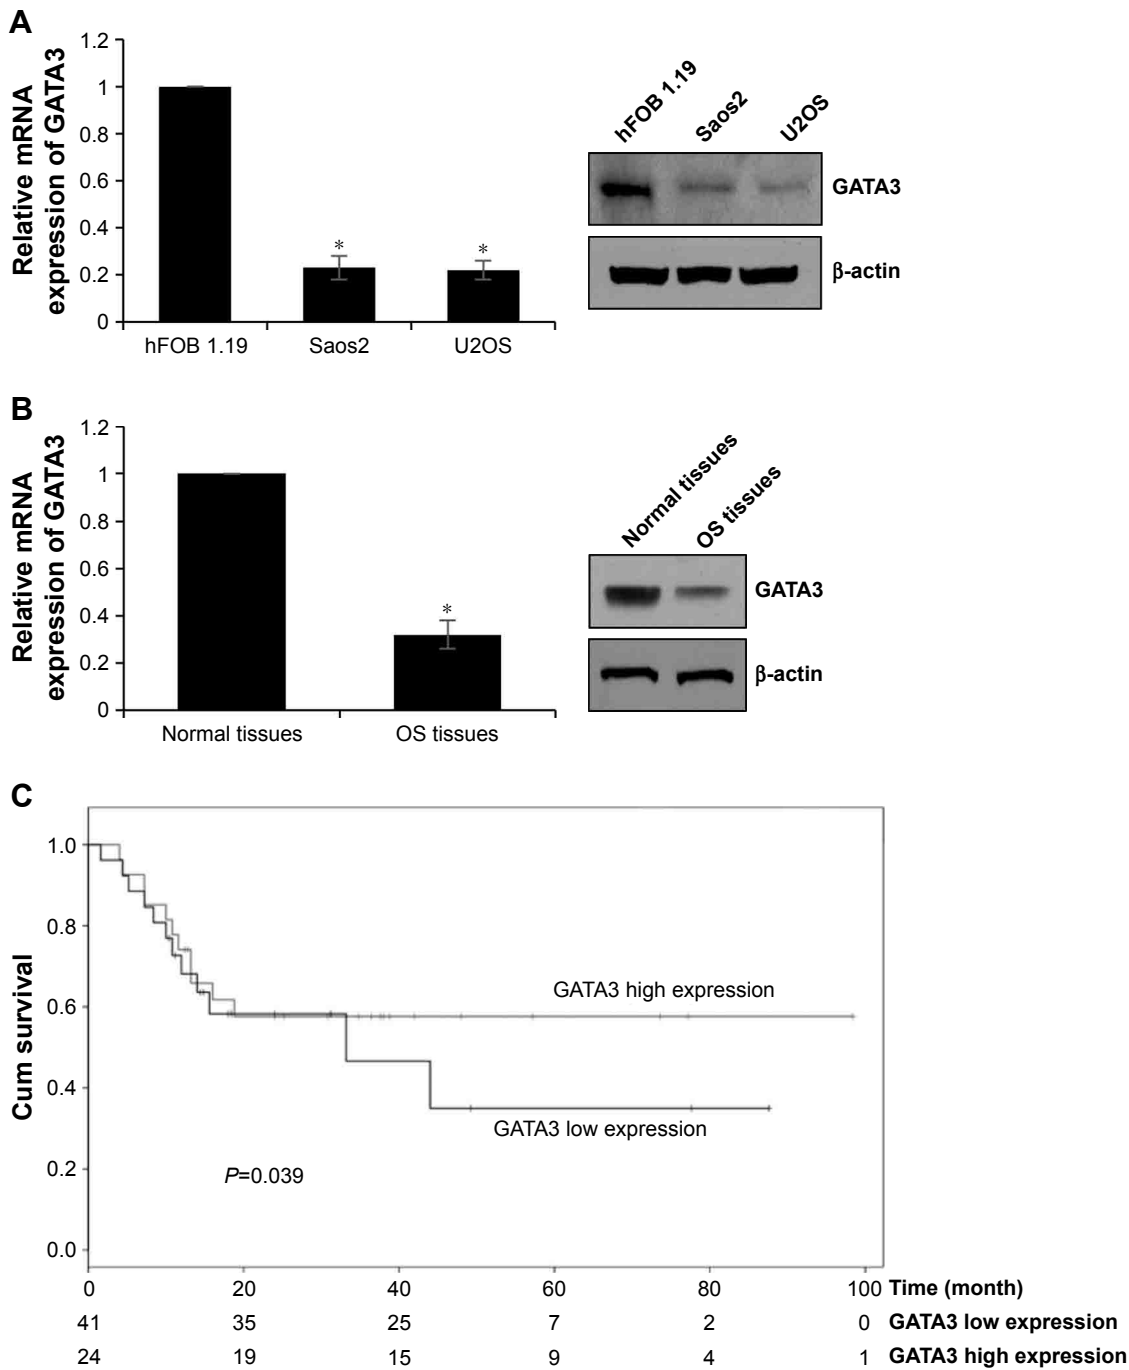 A
Relative mRNA
expression of GATA3
1.2
1
0.8
0.6
0.4
0.2
0
*
*
hFOB 1.19
Saos2
U2OS
hFOB 1.19
Saos2
U2OS
GATA3
β-actin
B
Relative mRNA
expression of GATA3
1.2
1
0.8
0.6
0.4
0.2
0
*
Normal tissues
OS tissues
Normal tissues
OS tissues
GATA3
β-actin
C
Cum survival
1.0
0.8
0.6
0.4
0.2
0.0
GATA3 high expression
GATA3 low expression
P=0.039
0 20 40 60 80 100 Time (month)
41 35 25 7 2 0 GATA3 low expression
24 19 15 9 4 1 GATA3 high expression